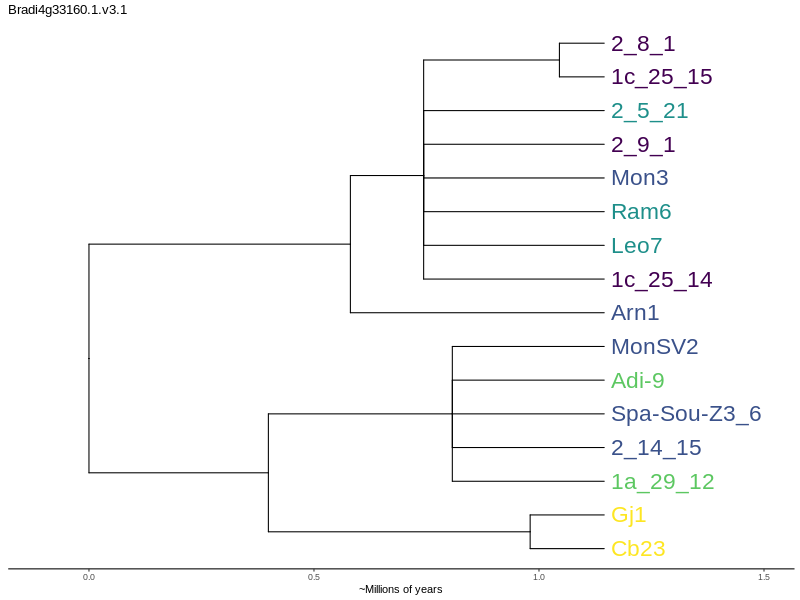 Bradi4g33160.1.v3.1
2_8_1
1c_25_15
2_5_21
2_9_1
Mon3
Ram6
Leo7
1c_25_14
Arn1
MonSV2
Adi-9
Spa-Sou-Z3_6
2_14_15
1a_29_12
Gj1
Cb23
0.0 0.5 1.0 1.5
~Millions of years